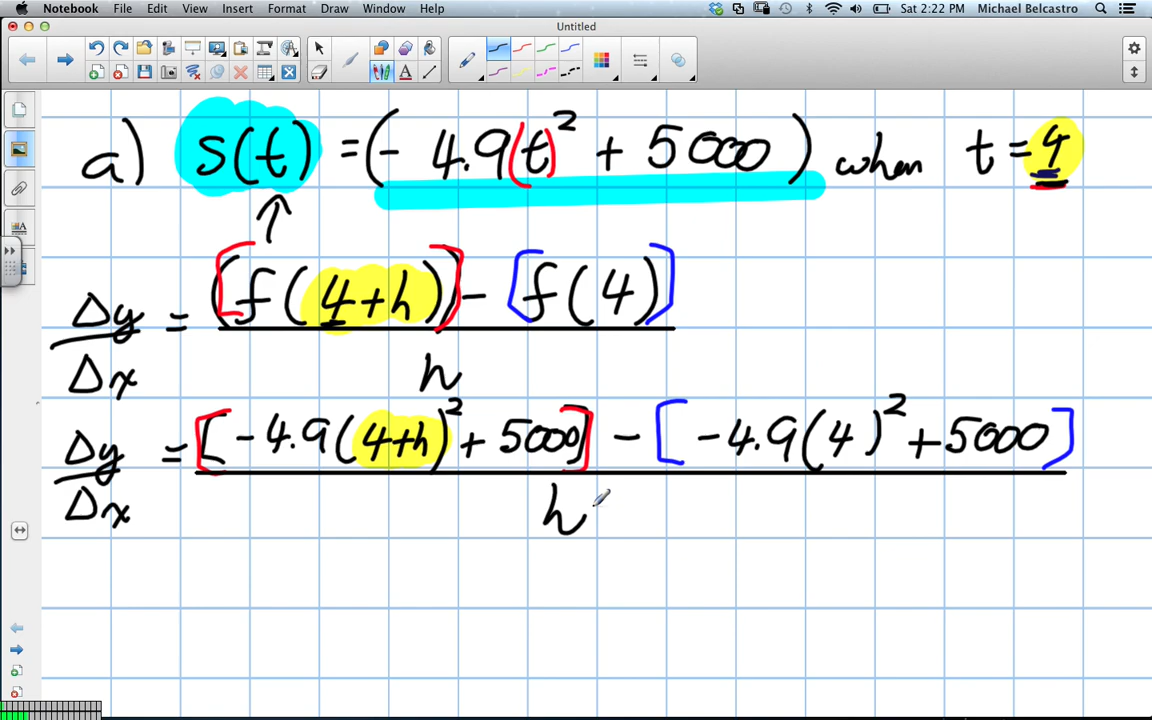 Notebook File Edit View Insert Format Draw Window Help Sat 2:22 PM Michael Belcastro
Untitled
a) s(t) = (- 4.9(t)² + 5000) when t = 4
↑
Δy/Δx = [(f(4+h))] - [f(4)] / h
Δy/Δx = [-4.9(4+h)² + 5000] - [-4.9(4)² + 5000] / h